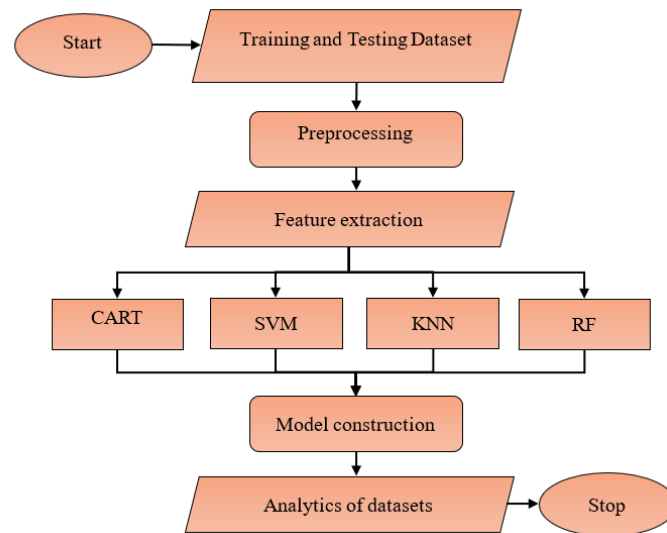 Start
Training and Testing Dataset
Preprocessing
Feature extraction
CART
SVM
KNN
RF
Model construction
Analytics of datasets
Stop